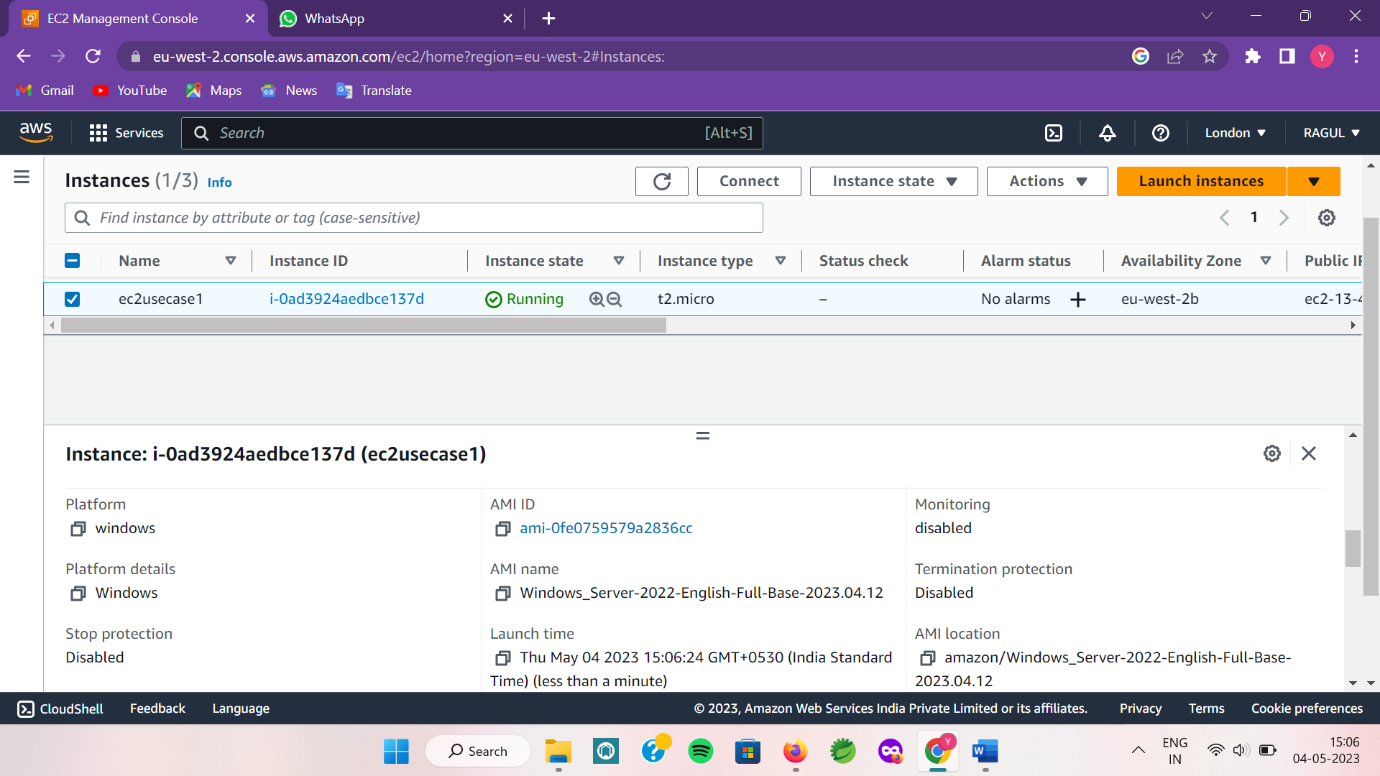 EC2 Management Console
WhatsApp
eu-west-2.console.aws.amazon.com/ec2/home?region=eu-west-2#Instances:
Y
Gmail
YouTube
Maps
News
Translate
aws
Services
Search
[Alt+S]
London
RAGUL
Instances (1/3) Info
Connect
Instance state
Actions
Launch instances
Find instance by attribute or tag (case-sensitive)
1
Name
Instance ID
Instance state
Instance type
Status check
Alarm status
Availability Zone
Public IP
ec2usecase1
i-0ad3924aedbce137d
Running
t2.micro
–
No alarms
eu-west-2b
ec2-13-4
Instance: i-0ad3924aedbce137d (ec2usecase1)
Platform
windows
AMI ID
ami-0fe0759579a2836cc
Monitoring
disabled
Platform details
Windows
AMI name
Windows_Server-2022-English-Full-Base-2023.04.12
Termination protection
Disabled
Stop protection
Disabled
Launch time
Thu May 04 2023 15:06:24 GMT+0530 (India Standard
Time) (less than a minute)
AMI location
amazon/Windows_Server-2022-English-Full-Base-
2023.04.12
CloudShell
Feedback
Language
© 2023, Amazon Web Services India Private Limited or its affiliates.
Privacy
Terms
Cookie preferences
Search
Y
ENG
IN
15:06
04-05-2023